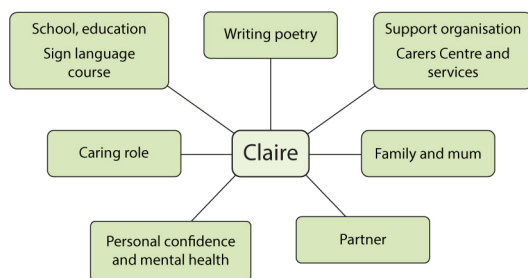 School, education
Sign language
course
Writing poetry
Support organisation
Carers Centre and
services
Caring role
Claire
Family and mum
Personal confidence
and mental health
Partner